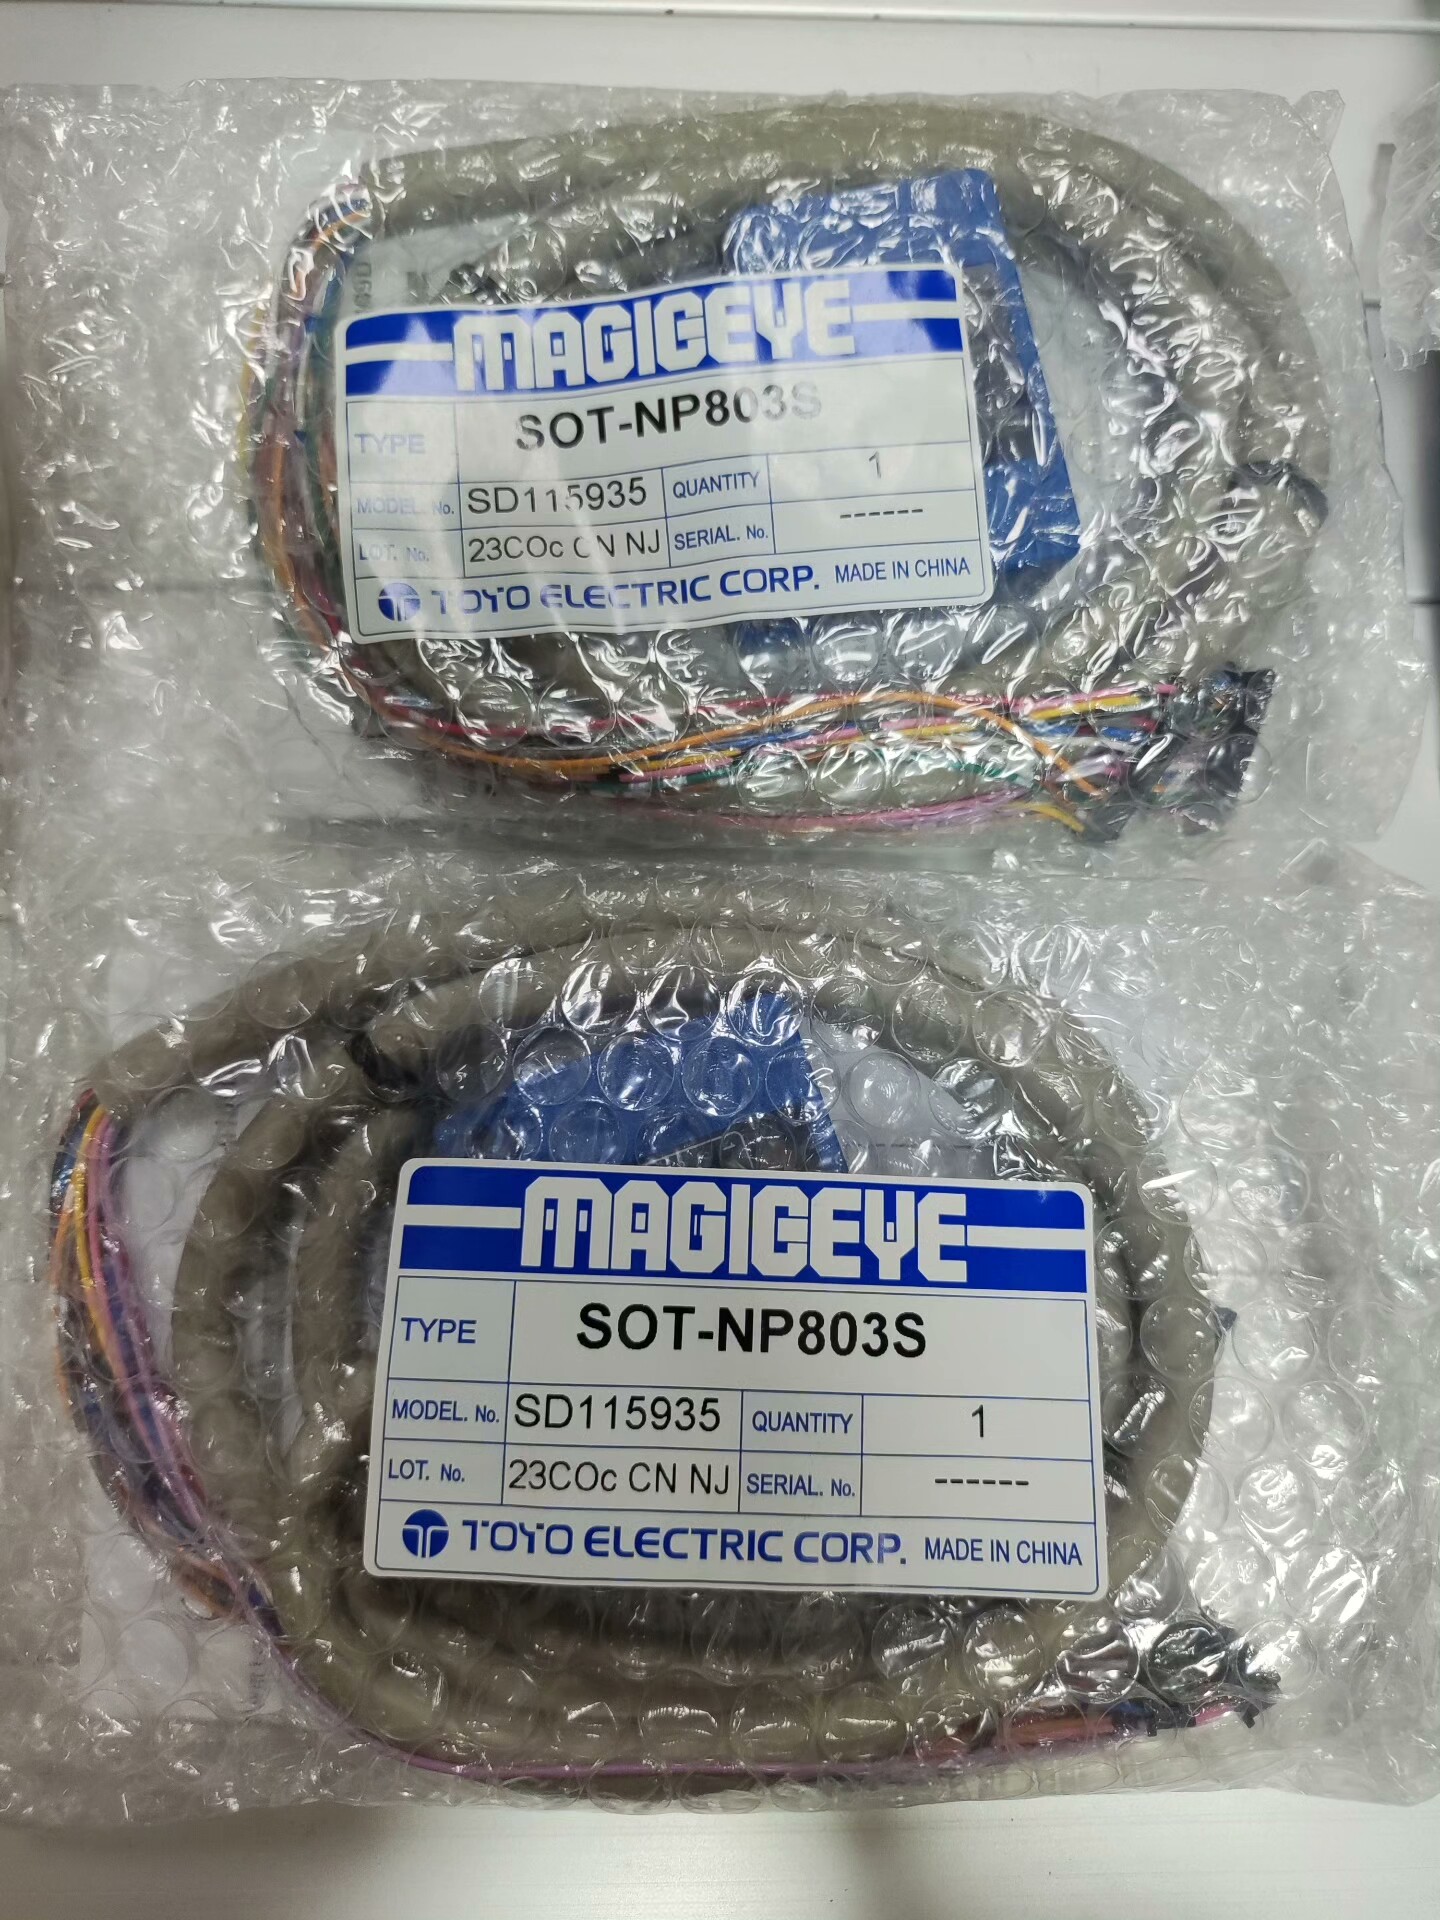 MAGICEYE
TYPE SOT-NP803S
MODEL. No. SD115935 QUANTITY 1
LOT. No. 23COc CN NJ SERIAL. No. ------
TOYO ELECTRIC CORP. MADE IN CHINA
MAGICEYE
TYPE SOT-NP803S
MODEL. No. SD115935 QUANTITY 1
LOT. No. 23COc CN NJ SERIAL. No. ------
TOYO ELECTRIC CORP. MADE IN CHINA